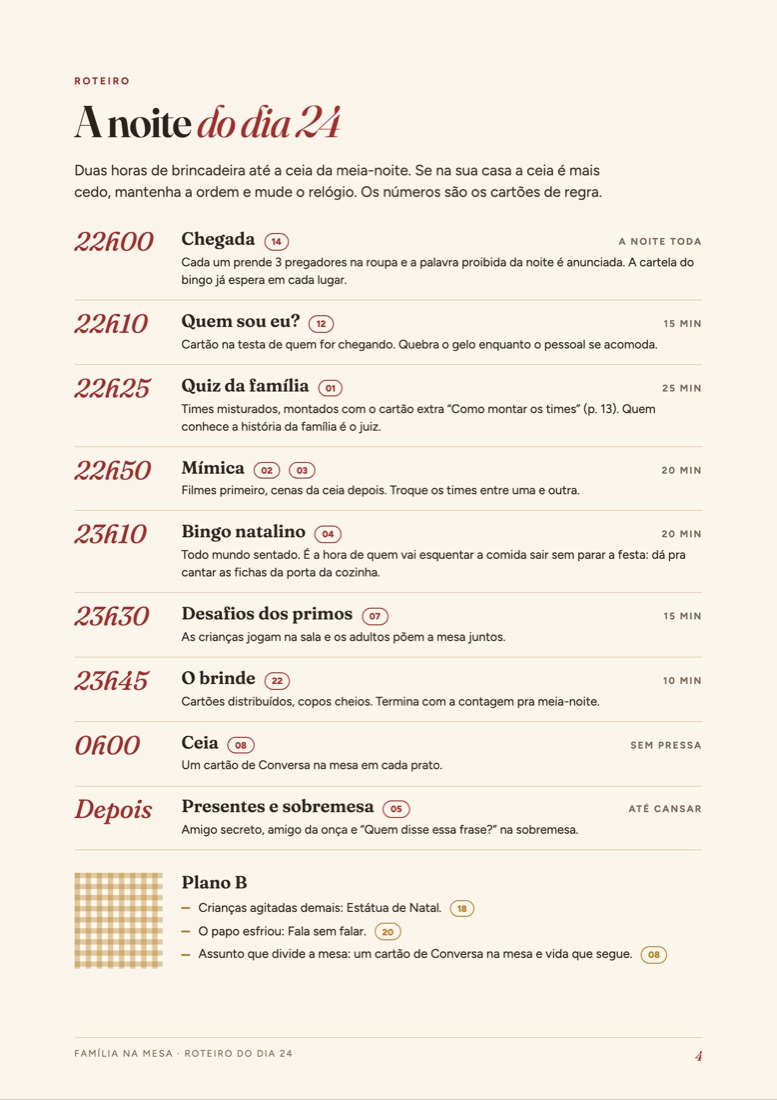 ROTEIRO
A noite do dia 24
Duas horas de brincadeira até a ceia da meia-noite. Se na sua casa a ceia é mais
cedo, mantenha a ordem e mude o relógio. Os números são os cartões de regra.
22h00 Chegada 14 A NOITE TODA
Cada um prende 3 pregadores na roupa e a palavra proibida da noite é anunciada. A cartela do
bingo já espera em cada lugar.
22h10 Quem sou eu? 12 15 MIN
Cartão na testa de quem for chegando. Quebra o gelo enquanto o pessoal se acomoda.
22h25 Quiz da família 01 25 MIN
Times misturados, montados com o cartão extra “Como montar os times” (p. 13). Quem
conhece a história da família é o juiz.
22h50 Mímica 02 03 20 MIN
Filmes primeiro, cenas da ceia depois. Troque os times entre uma e outra.
23h10 Bingo natalino 04 20 MIN
Todo mundo sentado. É a hora de quem vai esquentar a comida sair sem parar a festa: dá pra
cantar as fichas da porta da cozinha.
23h30 Desafios dos primos 07 15 MIN
As crianças jogam na sala e os adultos põem a mesa juntos.
23h45 O brinde 22 10 MIN
Cartões distribuídos, copos cheios. Termina com a contagem pra meia-noite.
0h00 Ceia 08 SEM PRESSA
Um cartão de Conversa na mesa em cada prato.
Depois Presentes e sobremesa 05 ATÉ CANSAR
Amigo secreto, amigo da onça e “Quem disse essa frase?” na sobremesa.
Plano B
– Crianças agitadas demais: Estátua de Natal. 18
– O papo esfriou: Fala sem falar. 20
– Assunto que divide a mesa: um cartão de Conversa na mesa e vida que segue. 08
FAMÍLIA NA MESA · ROTEIRO DO DIA 24 4